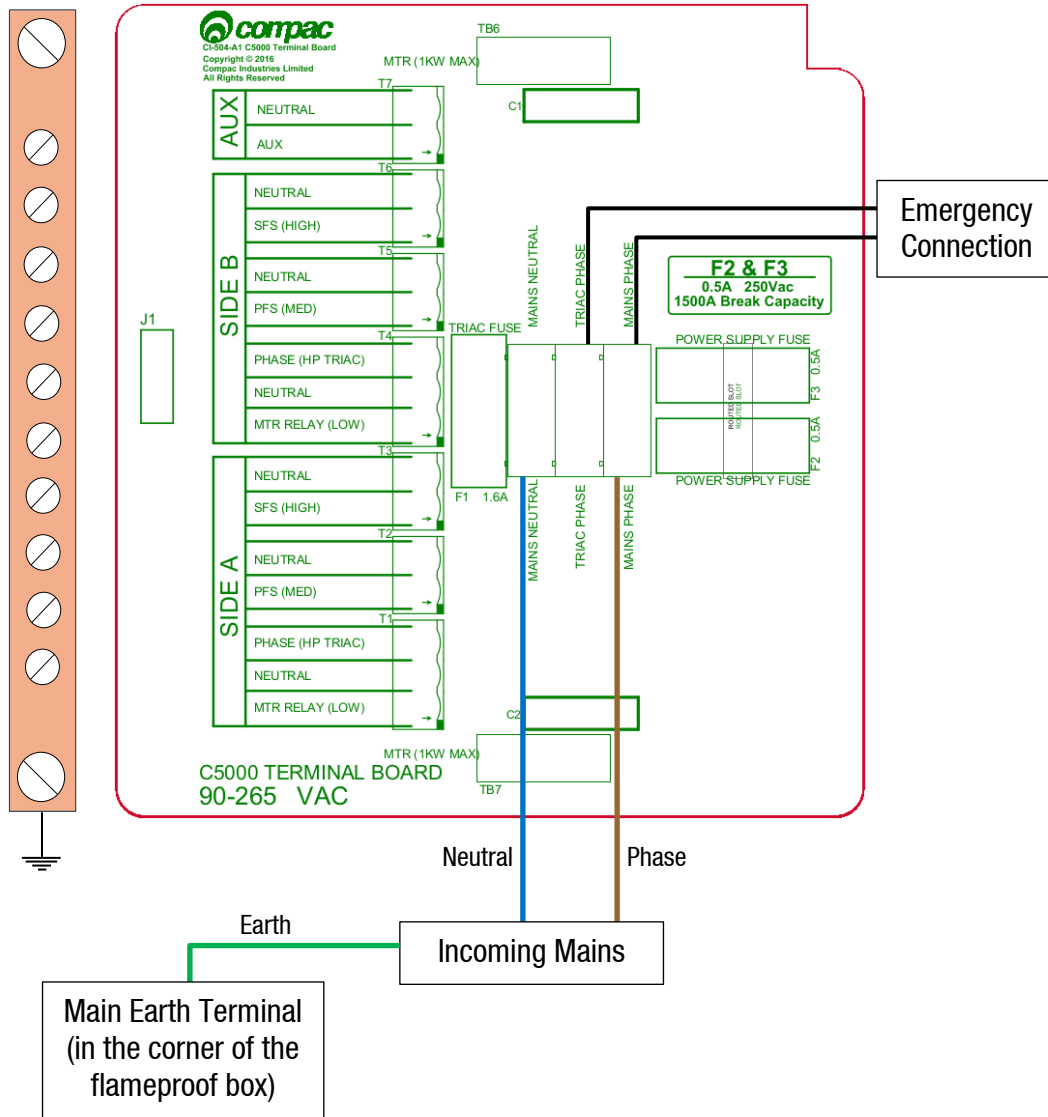 compac
CI-504-A1 C5000 Terminal Board
Copyright © 2016
Compac Industries Limited
All Rights Reserved
TB6
MTR (1KW MAX)
C1
T7
AUX
NEUTRAL
AUX
T6
SIDE B
NEUTRAL
SFS (HIGH)
T5
NEUTRAL
PFS (MED)
T4
PHASE (HP TRIAC)
NEUTRAL
MTR RELAY (LOW)
T3
SIDE A
NEUTRAL
SFS (HIGH)
T2
NEUTRAL
PFS (MED)
T1
PHASE (HP TRIAC)
NEUTRAL
MTR RELAY (LOW)
J1
TRIAC FUSE
F1 1.6A
MAINS NEUTRAL
TRIAC PHASE
MAINS PHASE
Emergency
Connection
F2 & F3
0.5A 250Vac
1500A Break Capacity
POWER SUPPLY FUSE
F3 0.5A
ROUTED SLOT
ROUTED SLOT
F2 0.5A
POWER SUPPLY FUSE
MAINS NEUTRAL
TRIAC PHASE
MAINS PHASE
C2
MTR (1KW MAX)
TB7
C5000 TERMINAL BOARD
90-265 VAC
Neutral
Phase
Earth
Incoming Mains
Main Earth Terminal
(in the corner of the
flameproof box)